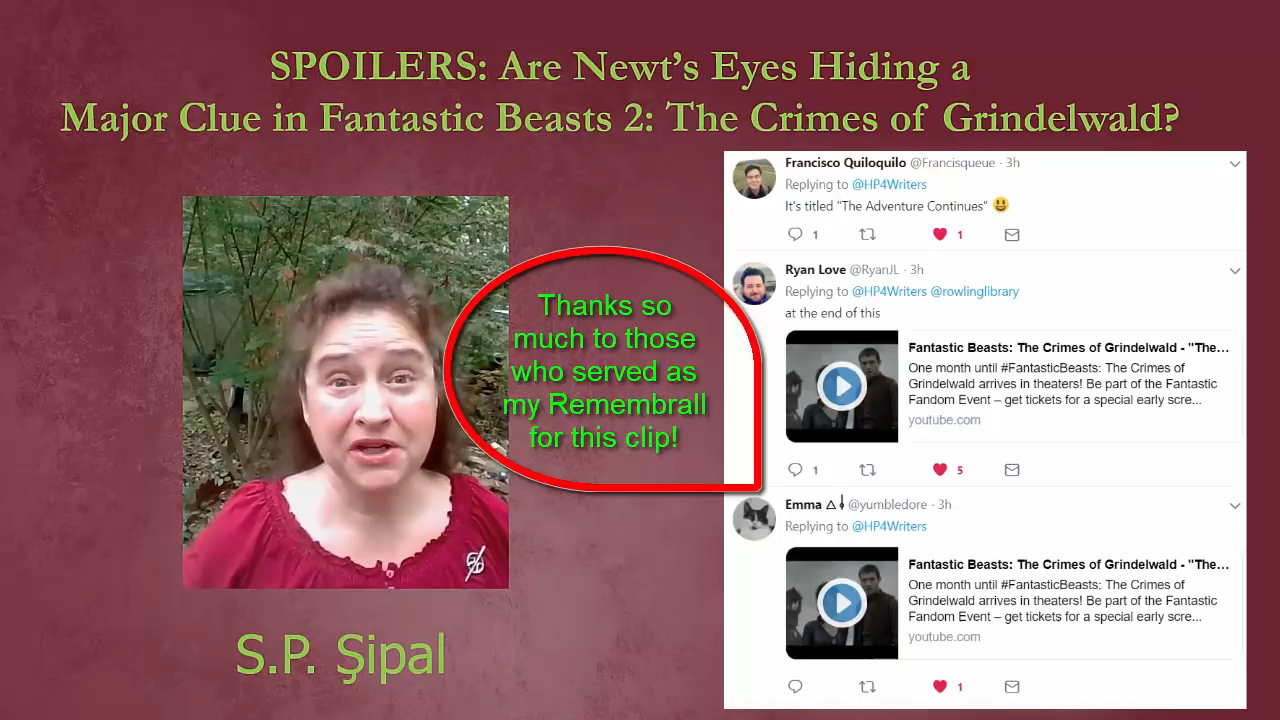 SPOILERS: Are Newt's Eyes Hiding a
Major Clue in Fantastic Beasts 2: The Crimes of Grindelwald?
Thanks so
much to those
who served as
my Remembrall
for this clip!
S.P. Şipal
Francisco Quiloquilo @Francisqueue · 3h
Replying to @HP4Writers
It's titled "The Adventure Continues" 😃
1 1
Ryan Love @RyanJL · 3h
Replying to @HP4Writers @rowlinglibrary
at the end of this
Fantastic Beasts: The Crimes of Grindelwald - "The...
One month until #FantasticBeasts: The Crimes of
Grindelwald arrives in theaters! Be part of the Fantastic
Fandom Event – get tickets for a special early scre...
youtube.com
1 5
Emma @yumbledore · 3h
Replying to @HP4Writers
Fantastic Beasts: The Crimes of Grindelwald - "The...
One month until #FantasticBeasts: The Crimes of
Grindelwald arrives in theaters! Be part of the Fantastic
Fandom Event – get tickets for a special early scre...
youtube.com
1